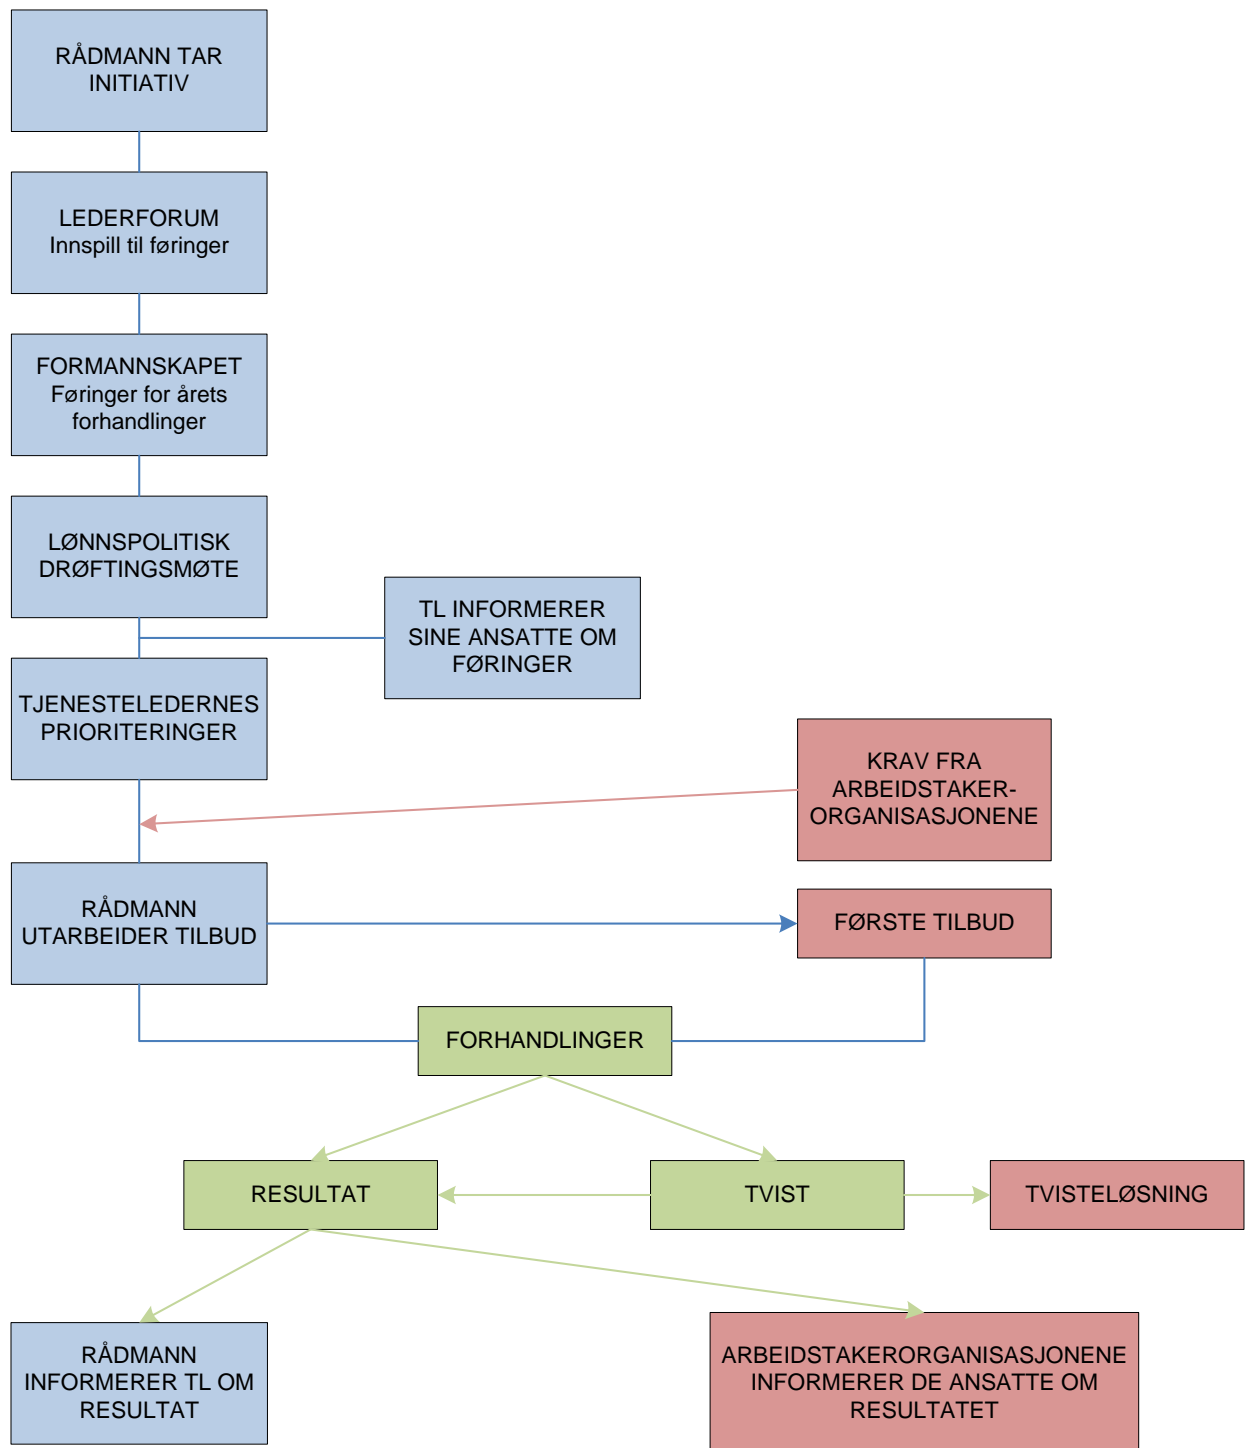 RÅDMANN TAR
INITIATIV
LEDERFORUM
Innspill til føringer
FORMANNSKAPET
Føringer for årets
forhandlinger
LØNNSPOLITISK
DRØFTINGSMØTE
TL INFORMERER
SINE ANSATTE OM
FØRINGER
TJENESTELEDERNES
PRIORITERINGER
KRAV FRA
ARBEIDSTAKER-
ORGANISASJONENE
RÅDMANN
UTARBEIDER TILBUD
FØRSTE TILBUD
FORHANDLINGER
RESULTAT
TVIST
TVISTELØSNING
RÅDMANN
INFORMERER TL OM
RESULTAT
ARBEIDSTAKERORGANISASJONENE
INFORMERER DE ANSATTE OM
RESULTATET